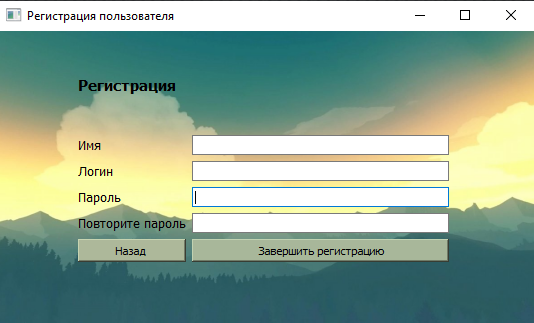 Регистрация пользователя
Регистрация
Имя
Логин
Пароль
Повторите пароль
Назад Завершить регистрацию